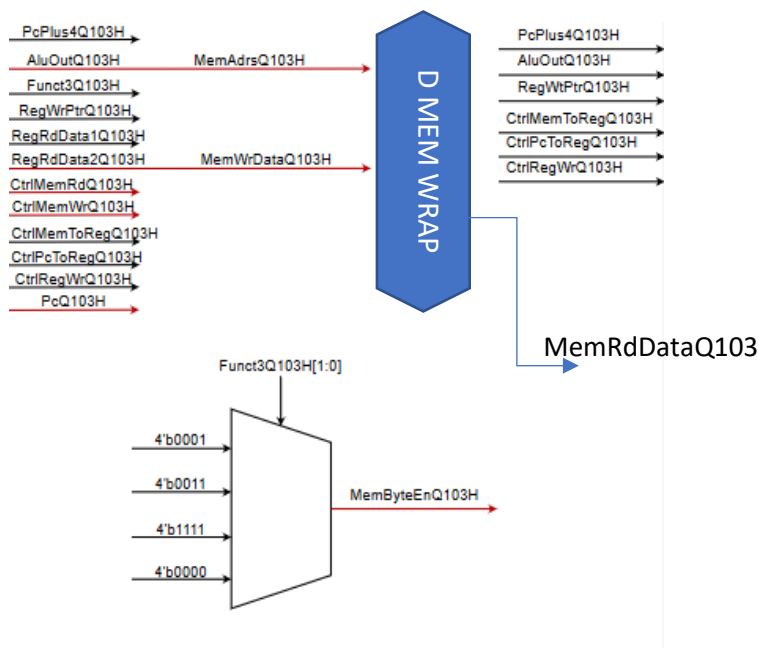 PcPlus4Q103H
AluOutQ103H
MemAdrsQ103H
Funct3Q103H
RegWrPtrQ103H
RegRdData1Q103H
RegRdData2Q103H
MemWrDataQ103H
CtrlMemRdQ103H
CtrlMemWrQ103H
CtrlMemToRegQ103H
CtrlPcToRegQ103H
CtrlRegWrQ103H
PcQ103H
D MEM WRAP
PcPlus4Q103H
AluOutQ103H
RegWtPtrQ103H
CtrlMemToRegQ103H
CtrlPcToRegQ103H
CtrlRegWrQ103H
MemRdDataQ103
Funct3Q103H[1:0]
4'b0001
4'b0011
4'b1111
4'b0000
MemByteEnQ103H